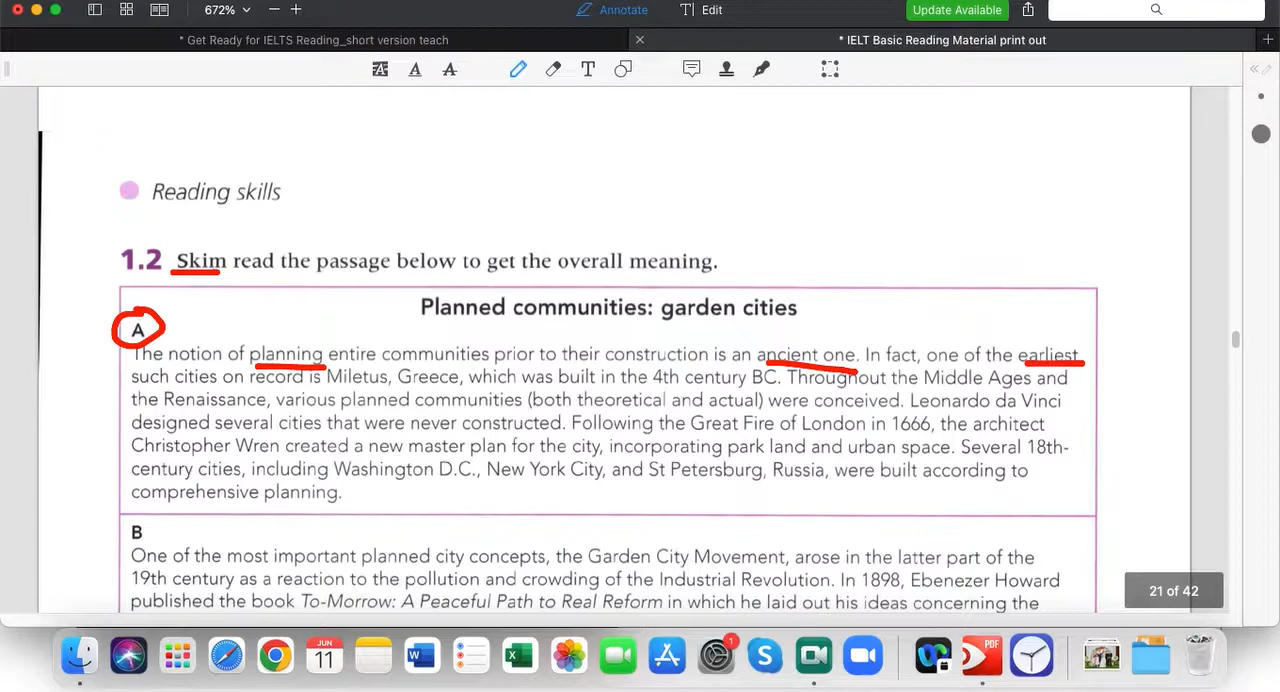 672%
Annotate
T Edit
Update Available
* Get Ready for IELTS Reading_short version teach
* IELT Basic Reading Material print out
A A A T
Reading skills
1.2 Skim read the passage below to get the overall meaning.
Planned communities: garden cities
A
The notion of planning entire communities prior to their construction is an ancient one. In fact, one of the earliest
such cities on record is Miletus, Greece, which was built in the 4th century BC. Throughout the Middle Ages and
the Renaissance, various planned communities (both theoretical and actual) were conceived. Leonardo da Vinci
designed several cities that were never constructed. Following the Great Fire of London in 1666, the architect
Christopher Wren created a new master plan for the city, incorporating park land and urban space. Several 18th-
century cities, including Washington D.C., New York City, and St Petersburg, Russia, were built according to
comprehensive planning.
B
One of the most important planned city concepts, the Garden City Movement, arose in the latter part of the
19th century as a reaction to the pollution and crowding of the Industrial Revolution. In 1898, Ebenezer Howard
published the book To-Morrow: A Peaceful Path to Real Reform in which he laid out his ideas concerning the
21 of 42
JUN
11
W
X
1
S
PDF